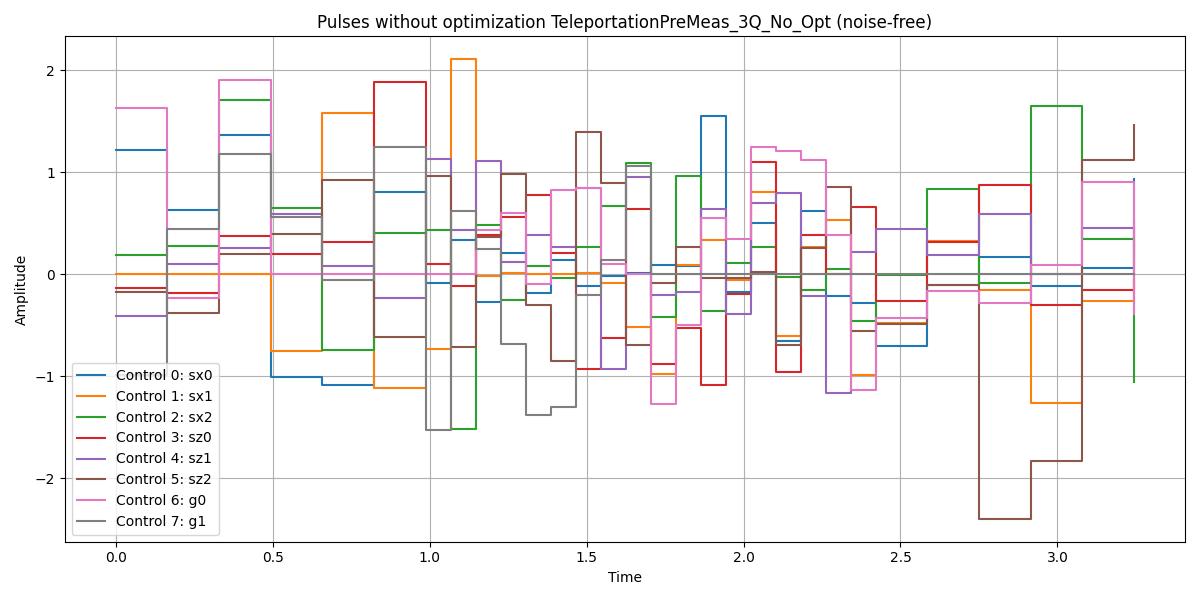 Pulses without optimization TeleportationPreMeas_3Q_No_Opt (noise-free)
2
1
0
−1
−2
Amplitude
Control 0: sx0
Control 1: sx1
Control 2: sx2
Control 3: sz0
Control 4: sz1
Control 5: sz2
Control 6: g0
Control 7: g1
0.0 0.5 1.0 1.5 2.0 2.5 3.0
Time